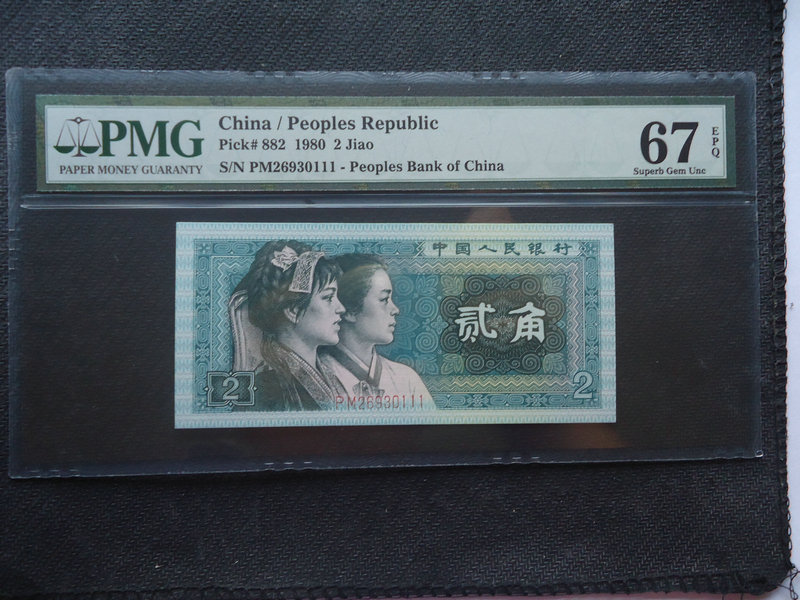 PMG
PAPER MONEY GUARANTY
China / Peoples Republic
Pick# 882 1980 2 Jiao
S/N PM26930111 - Peoples Bank of China
67
EPQ
Superb Gem Unc
中国人民银行
贰角
2
2
PM26930111